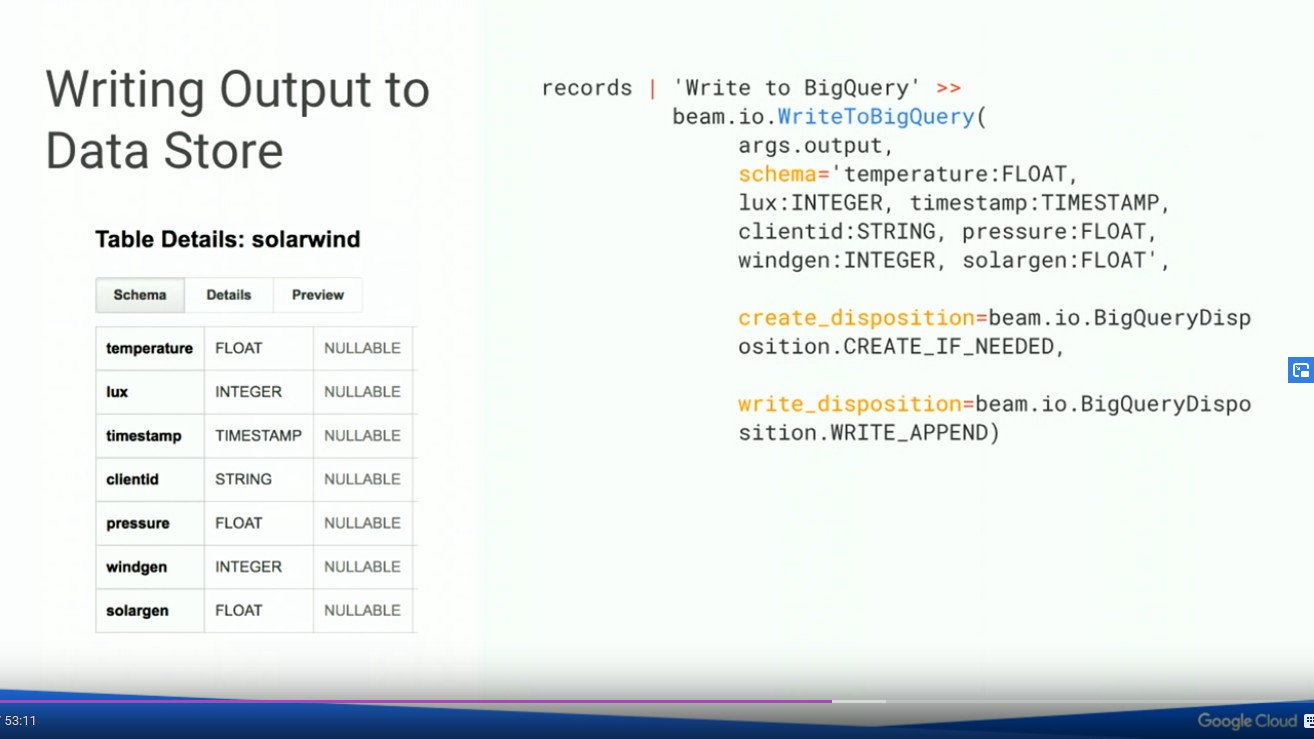 Writing Output to
Data Store
Table Details: solarwind
Schema Details Preview
temperature FLOAT NULLABLE
lux INTEGER NULLABLE
timestamp TIMESTAMP NULLABLE
clientid STRING NULLABLE
pressure FLOAT NULLABLE
windgen INTEGER NULLABLE
solargen FLOAT NULLABLE
records | 'Write to BigQuery' >>
beam.io.WriteToBigQuery(
args.output,
schema='temperature:FLOAT,
lux:INTEGER, timestamp:TIMESTAMP,
clientid:STRING, pressure:FLOAT,
windgen:INTEGER, solargen:FLOAT',
create_disposition=beam.io.BigQueryDisp
osition.CREATE_IF_NEEDED,
write_disposition=beam.io.BigQueryDispo
sition.WRITE_APPEND)
/ 53:11
Google Cloud